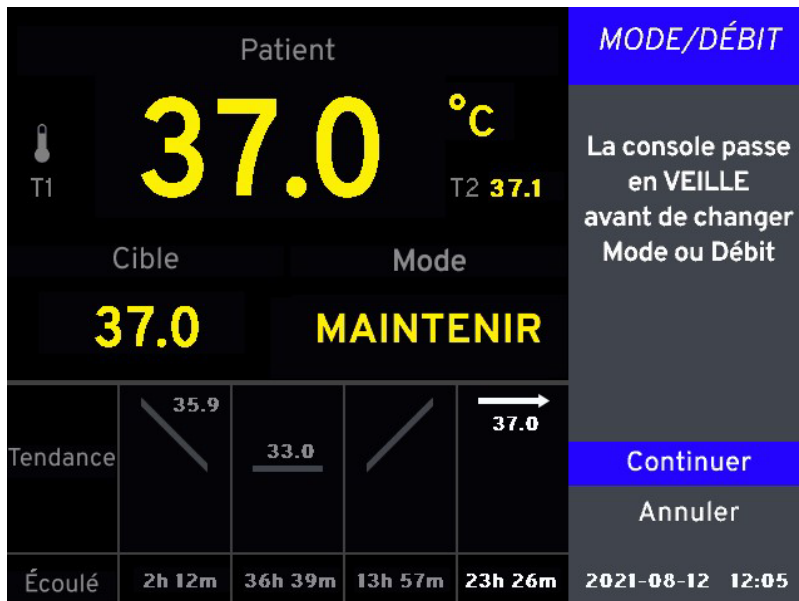 Patient
MODE/DÉBIT
37.0
°C
T1
T2 37.1
La console passe
en VEILLE
avant de changer
Mode ou Débit
Cible
Mode
37.0
MAINTENIR
Tendance
35.9
33.0
37.0
Continuer
Annuler
Écoulé
2h 12m
36h 39m
13h 57m
23h 26m
2021-08-12 12:05